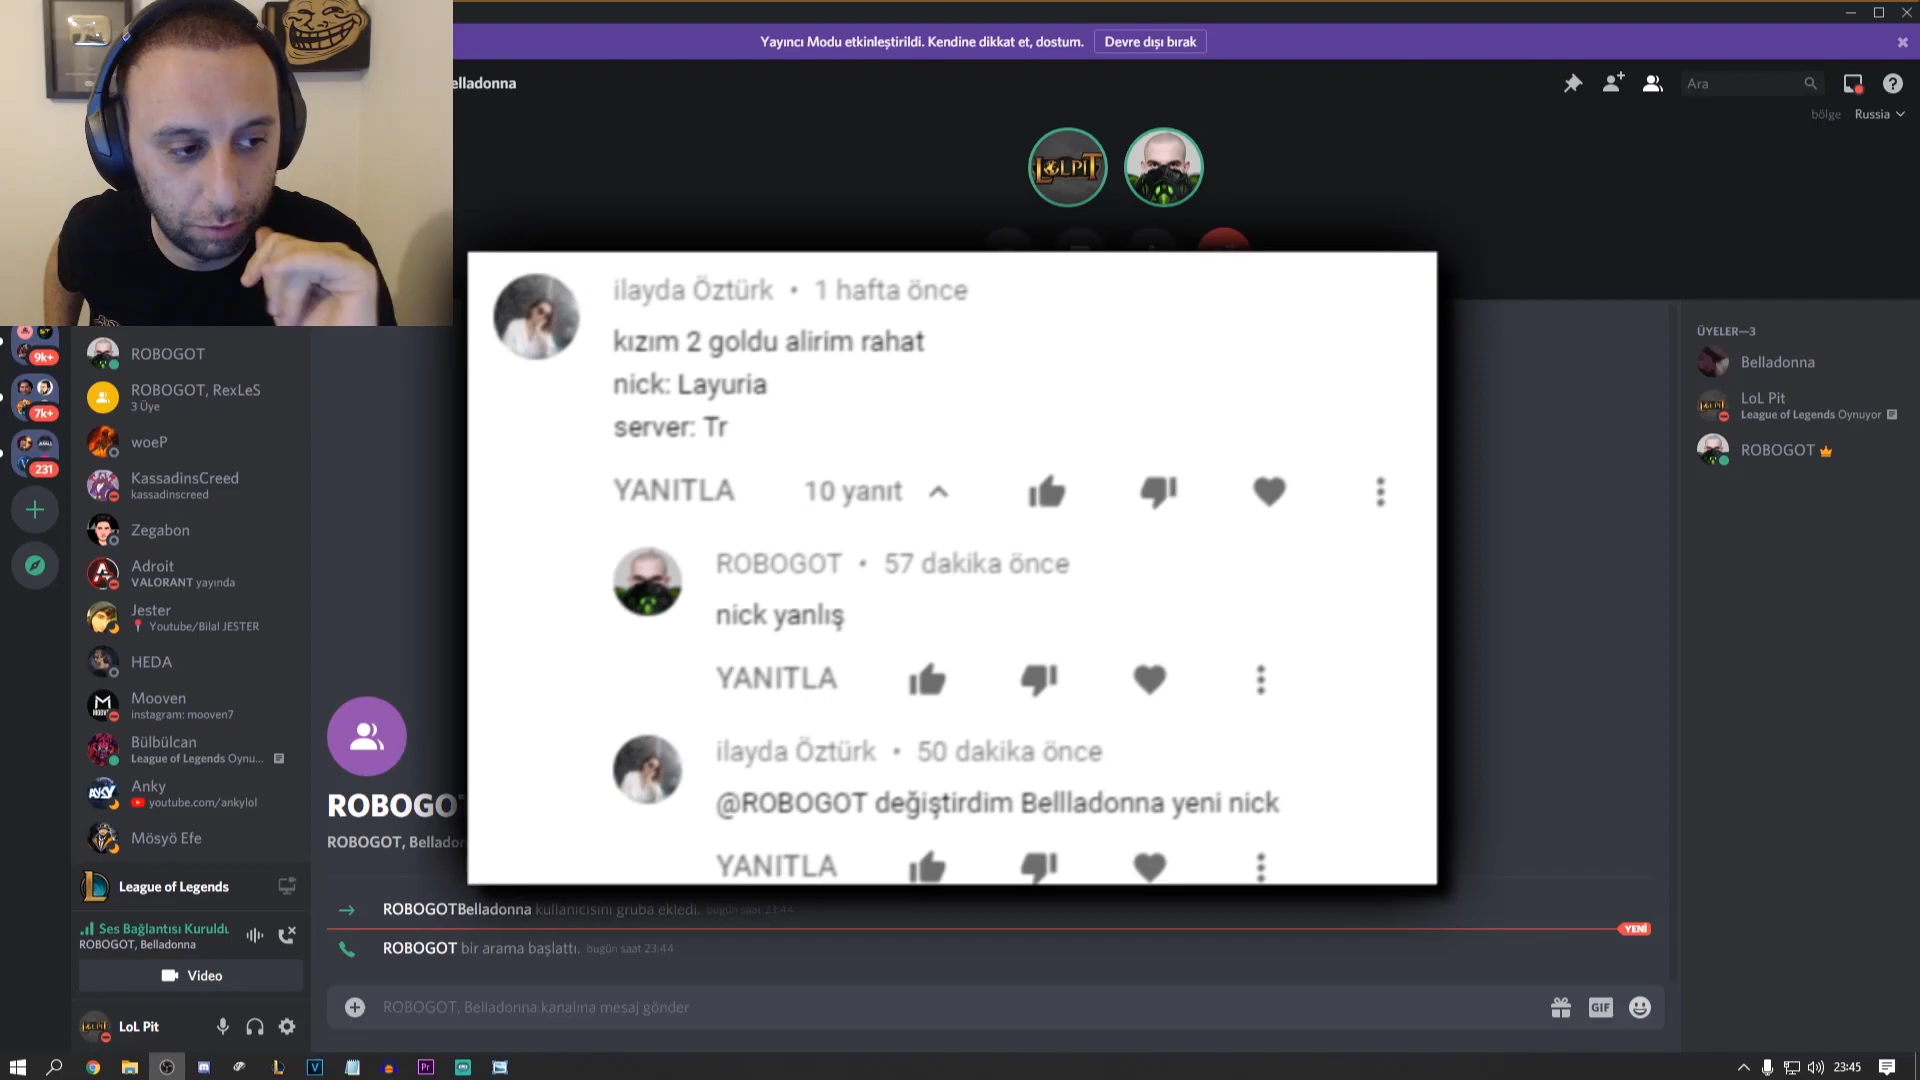 Yayıncı Modu etkinleştirildi. Kendine dikkat et, dostum.
Devre dışı bırak
elladonna
Ara
bölge Russia
LOLPIT
ilayda Öztürk • 1 hafta önce
kızım 2 goldu alirim rahat
nick: Layuria
server: Tr
YANITLA 10 yanıt
ROBOGOT • 57 dakika önce
nick yanlış
YANITLA
ilayda Öztürk • 50 dakika önce
@ROBOGOT değiştirdim Bellladonna yeni nick
YANITLA
9k+
7k+
231
ROBOGOT
ROBOGOT, RexLeS
3 Üye
woeP
KassadinsCreed
kassadinscreed
Zegabon
Adroit
VALORANT yayında
Jester
Youtube/Bilal JESTER
HEDA
Mooven
instagram: mooven7
Bülbülcan
League of Legends Oynu...
Anky
youtube.com/ankylol
Mösyö Efe
League of Legends
Ses Bağlantısı Kuruldu
ROBOGOT, Belladonna
Video
LoL Pit
ÜYELER—3
Belladonna
LoL Pit
League of Legends Oynuyor
ROBOGOT
ROBOGOT
ROBOGOT, Bellado
ROBOGOTBelladonna kullanıcısını gruba ekledi. bugün saat 23:44
YENİ
ROBOGOT bir arama başlattı. bugün saat 23:44
ROBOGOT, Belladonna kanalına mesaj gönder
GIF
23:45